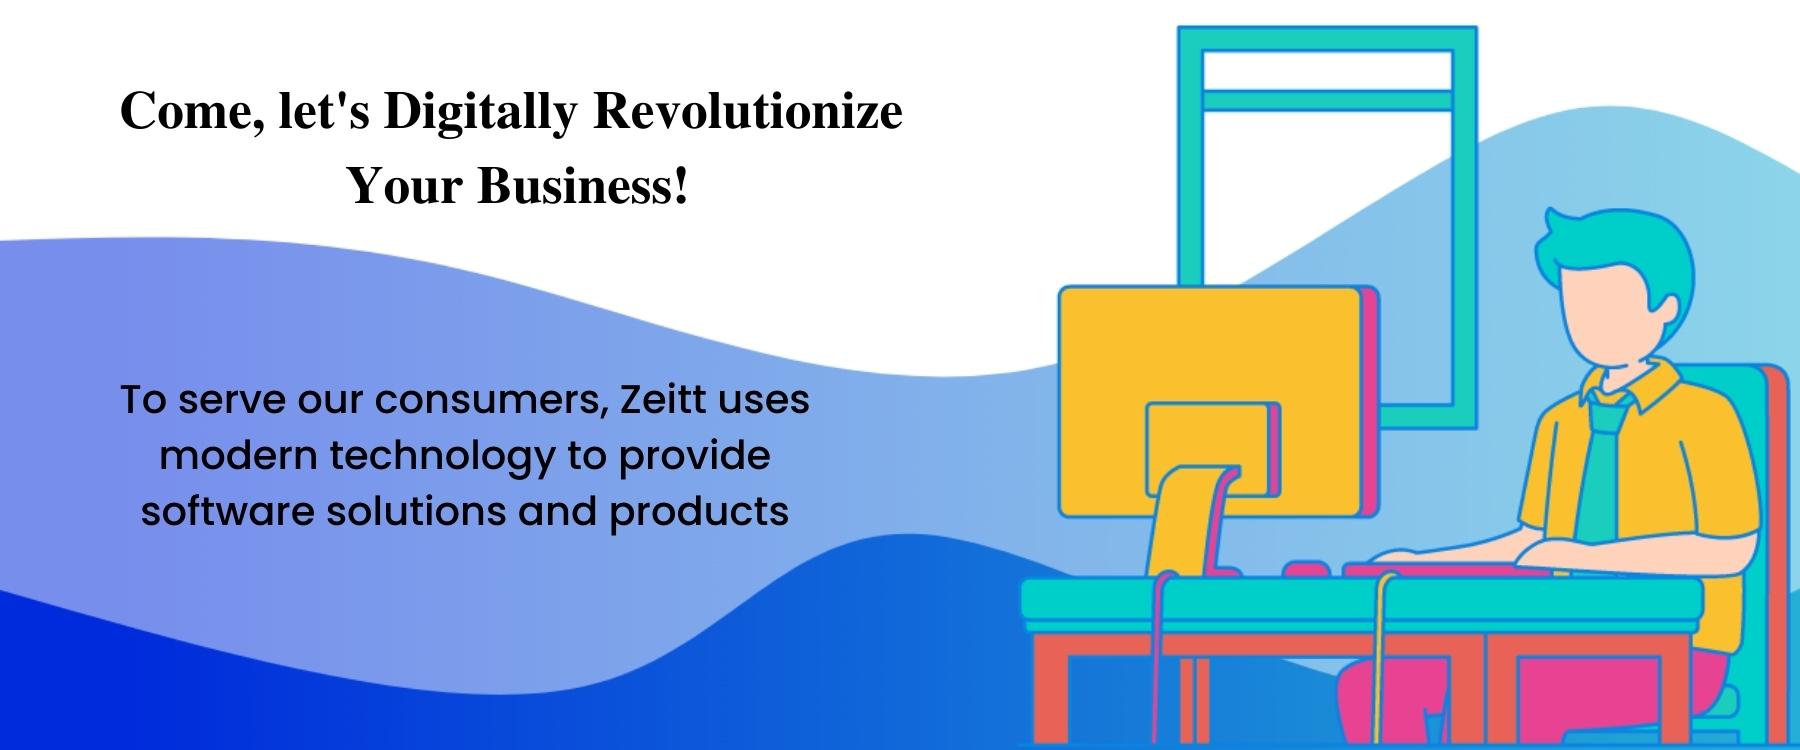 Come, let's Digitally Revolutionize
Your Business!
To serve our consumers, Zeitt uses
modern technology to provide
software solutions and products